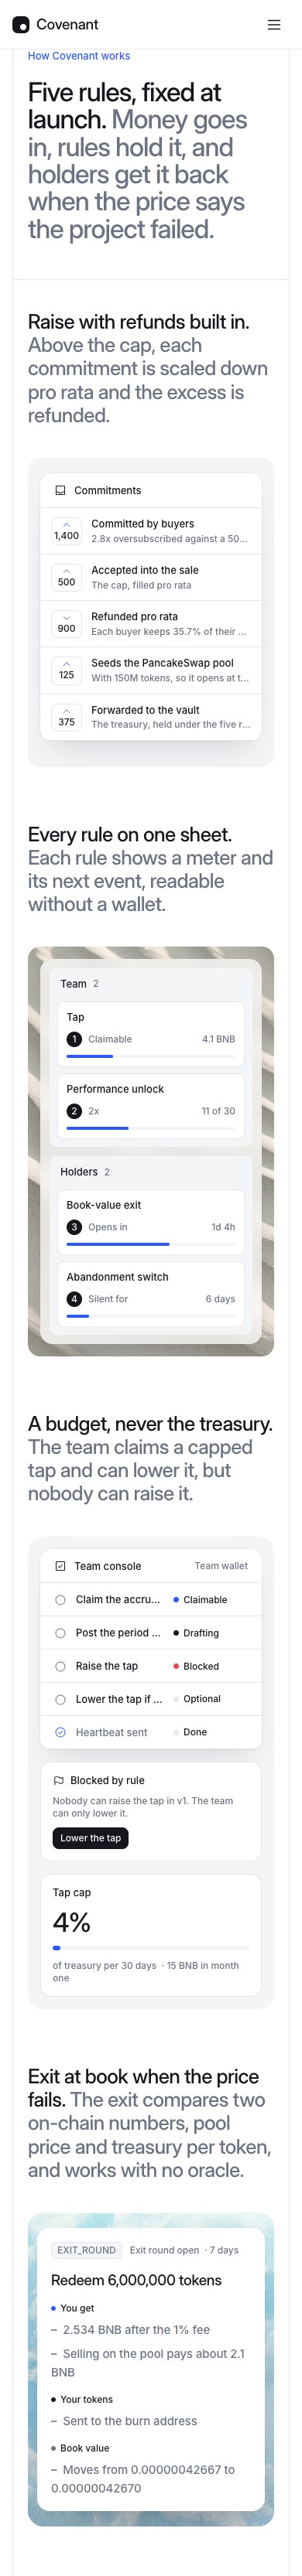 Covenant
How Covenant works
Five rules, fixed at
launch. Money goes
in, rules hold it, and
holders get it back
when the price says
the project failed.
Raise with refunds built in.
Above the cap, each
commitment is scaled down
pro rata and the excess is
refunded.
Commitments
1,400
Committed by buyers
2.8x oversubscribed against a 50...
500
Accepted into the sale
The cap, filled pro rata
900
Refunded pro rata
Each buyer keeps 35.7% of their ...
125
Seeds the PancakeSwap pool
With 150M tokens, so it opens at t...
375
Forwarded to the vault
The treasury, held under the five r...
Every rule on one sheet.
Each rule shows a meter and
its next event, readable
without a wallet.
Team 2
Tap
1 Claimable 4.1 BNB
Performance unlock
2 2x 11 of 30
Holders 2
Book-value exit
3 Opens in 1d 4h
Abandonment switch
4 Silent for 6 days
A budget, never the treasury.
The team claims a capped
tap and can lower it, but
nobody can raise it.
Team console Team wallet
Claim the accru... Claimable
Post the period ... Drafting
Raise the tap Blocked
Lower the tap if ... Optional
Heartbeat sent Done
Blocked by rule
Nobody can raise the tap in v1. The team
can only lower it.
Lower the tap
Tap cap
4%
of treasury per 30 days · 15 BNB in month
one
Exit at book when the price
fails. The exit compares two
on-chain numbers, pool
price and treasury per token,
and works with no oracle.
EXIT_ROUND Exit round open · 7 days
Redeem 6,000,000 tokens
You get
– 2.534 BNB after the 1% fee
– Selling on the pool pays about 2.1
BNB
Your tokens
– Sent to the burn address
Book value
– Moves from 0.00000042667 to
0.00000042670